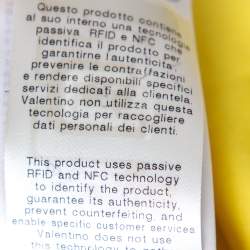 Questo prodotto contiene
al suo interno una tecnologia
passiva RFID e NFC che
identifica il prodotto per
garantirne l'autenticità,
prevenire le contraffazioni
e rendere disponibili specifici
servizi dedicati alla clientela.
Valentino non utilizza questa
tecnologia per raccogliere
dati personali dei clienti.
This product uses passive
RFID and NFC technology
to identify the product,
guarantee its authenticity,
prevent counterfeiting, and
enable specific customer services
Valentino does not use
this technology to